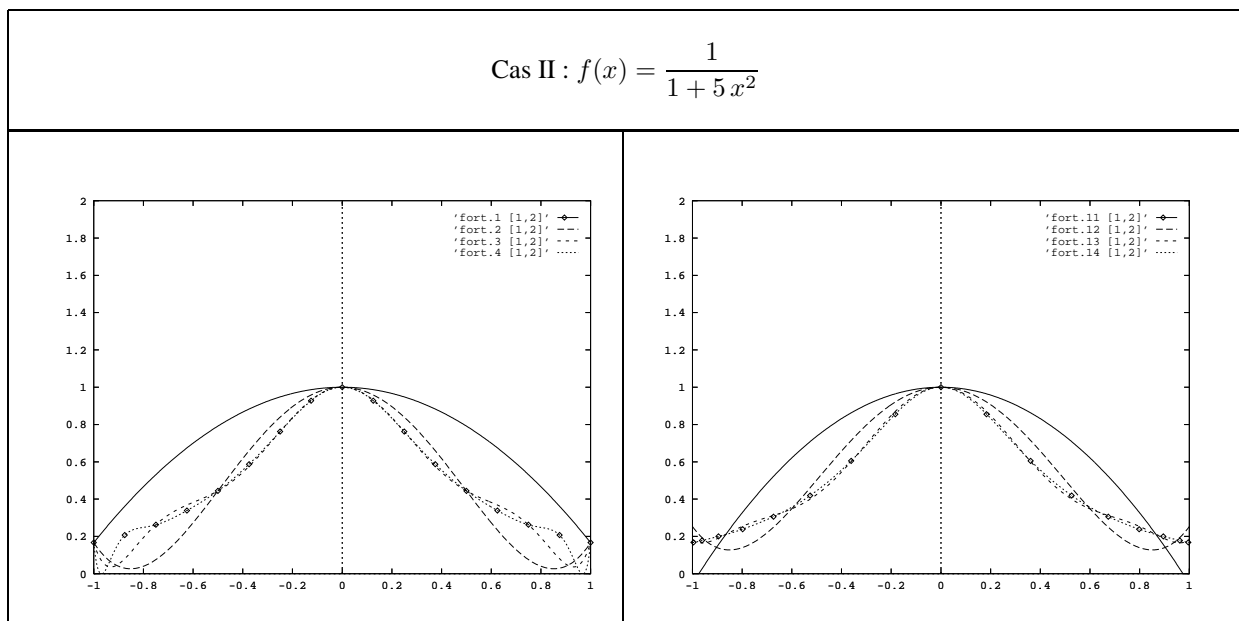 Cas II : f(x) = 1 / (1 + 5 x²)
2
1.8
1.6
1.4
1.2
1
0.8
0.6
0.4
0.2
0
-1 -0.8 -0.6 -0.4 -0.2 0 0.2 0.4 0.6 0.8 1
'fort.1 [1,2]'
'fort.2 [1,2]'
'fort.3 [1,2]'
'fort.4 [1,2]'
2
1.8
1.6
1.4
1.2
1
0.8
0.6
0.4
0.2
0
-1 -0.8 -0.6 -0.4 -0.2 0 0.2 0.4 0.6 0.8 1
'fort.11 [1,2]'
'fort.12 [1,2]'
'fort.13 [1,2]'
'fort.14 [1,2]'